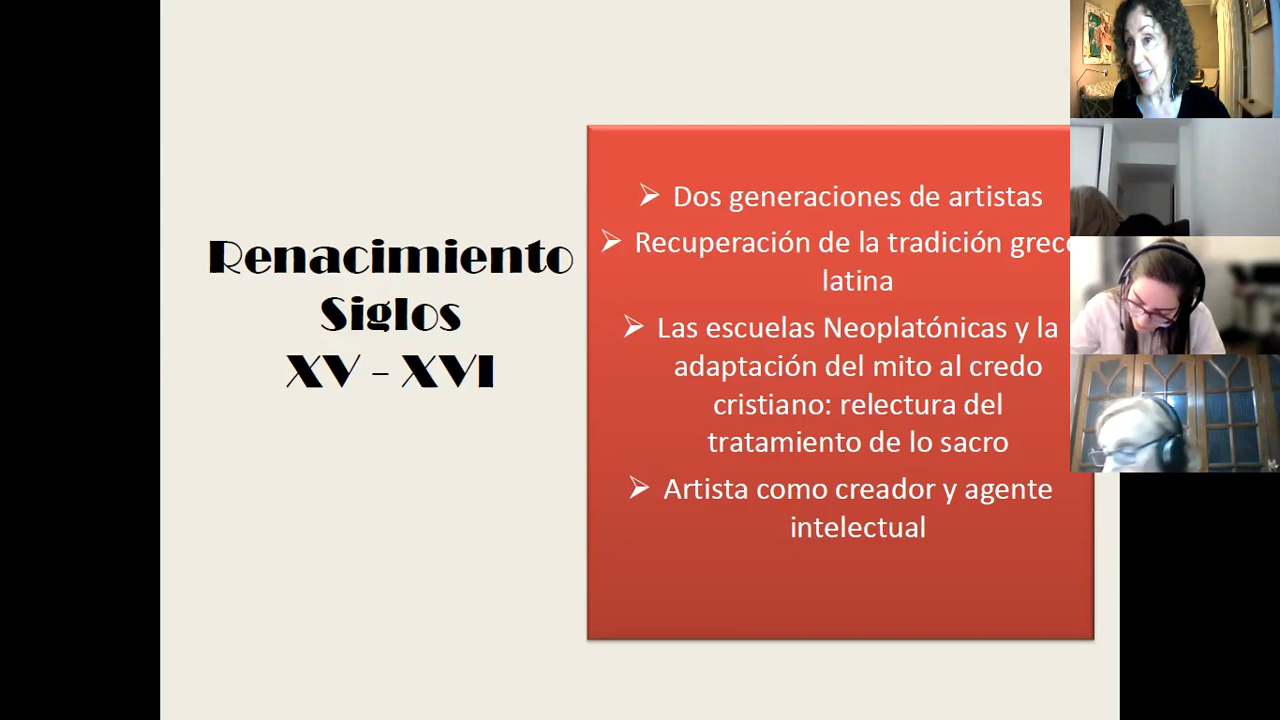 Renacimiento
Siglos
XV – XVI
➢ Dos generaciones de artistas
➢ Recuperación de la tradición grec
latina
➢ Las escuelas Neoplatónicas y la
adaptación del mito al credo
cristiano: relectura del
tratamiento de lo sacro
➢ Artista como creador y agente
intelectual